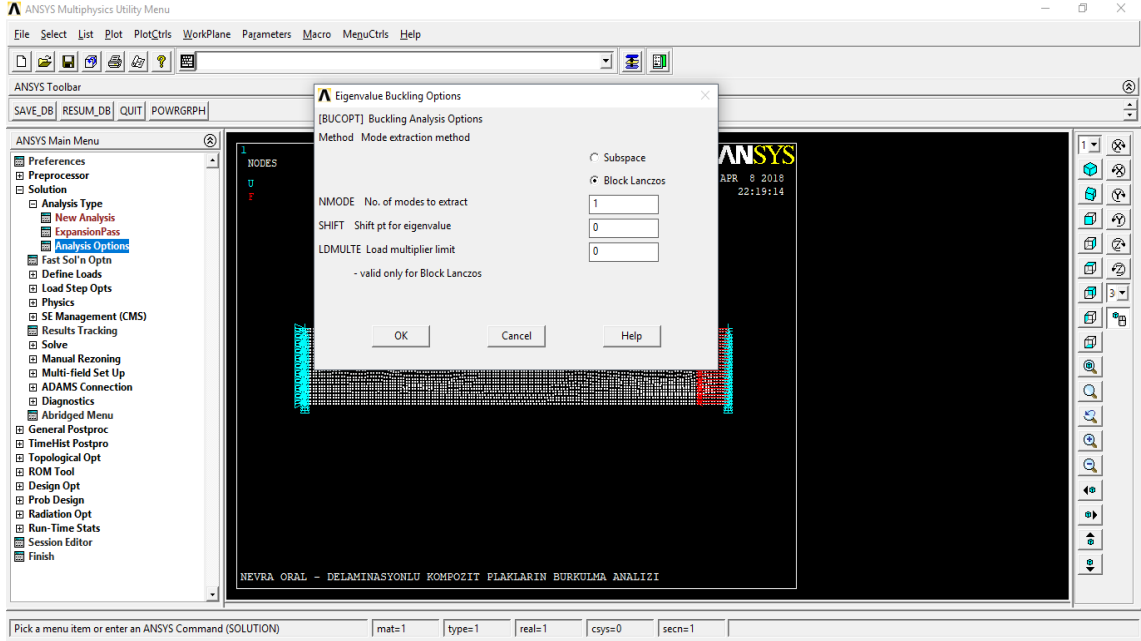 ANSYS Multiphysics Utility Menu
File Select List Plot PlotCtrls WorkPlane Parameters Macro MenuCtrls Help
ANSYS Toolbar
SAVE_DB RESUM_DB QUIT POWRGRPH
ANSYS Main Menu
Preferences
Preprocessor
Solution
Analysis Type
New Analysis
ExpansionPass
Analysis Options
Fast Sol'n Optn
Define Loads
Load Step Opts
Physics
SE Management (CMS)
Results Tracking
Solve
Manual Rezoning
Multi-field Set Up
ADAMS Connection
Diagnostics
Abridged Menu
General Postproc
TimeHist Postpro
Topological Opt
ROM Tool
Design Opt
Prob Design
Radiation Opt
Run-Time Stats
Session Editor
Finish
1
NODES
U
F
Eigenvalue Buckling Options
[BUCOPT] Buckling Analysis Options
Method Mode extraction method
Subspace
Block Lanczos
NMODE No. of modes to extract 1
SHIFT Shift pt for eigenvalue 0
LDMULTE Load multiplier limit 0
- valid only for Block Lanczos
OK Cancel Help
ANSYS
APR 8 2018
22:19:14
NEVRA ORAL - DELAMINASYONLU KOMPOZIT PLAKLARIN BURKULMA ANALIZI
1
3
Pick a menu item or enter an ANSYS Command (SOLUTION) mat=1 type=1 real=1 csys=0 secn=1